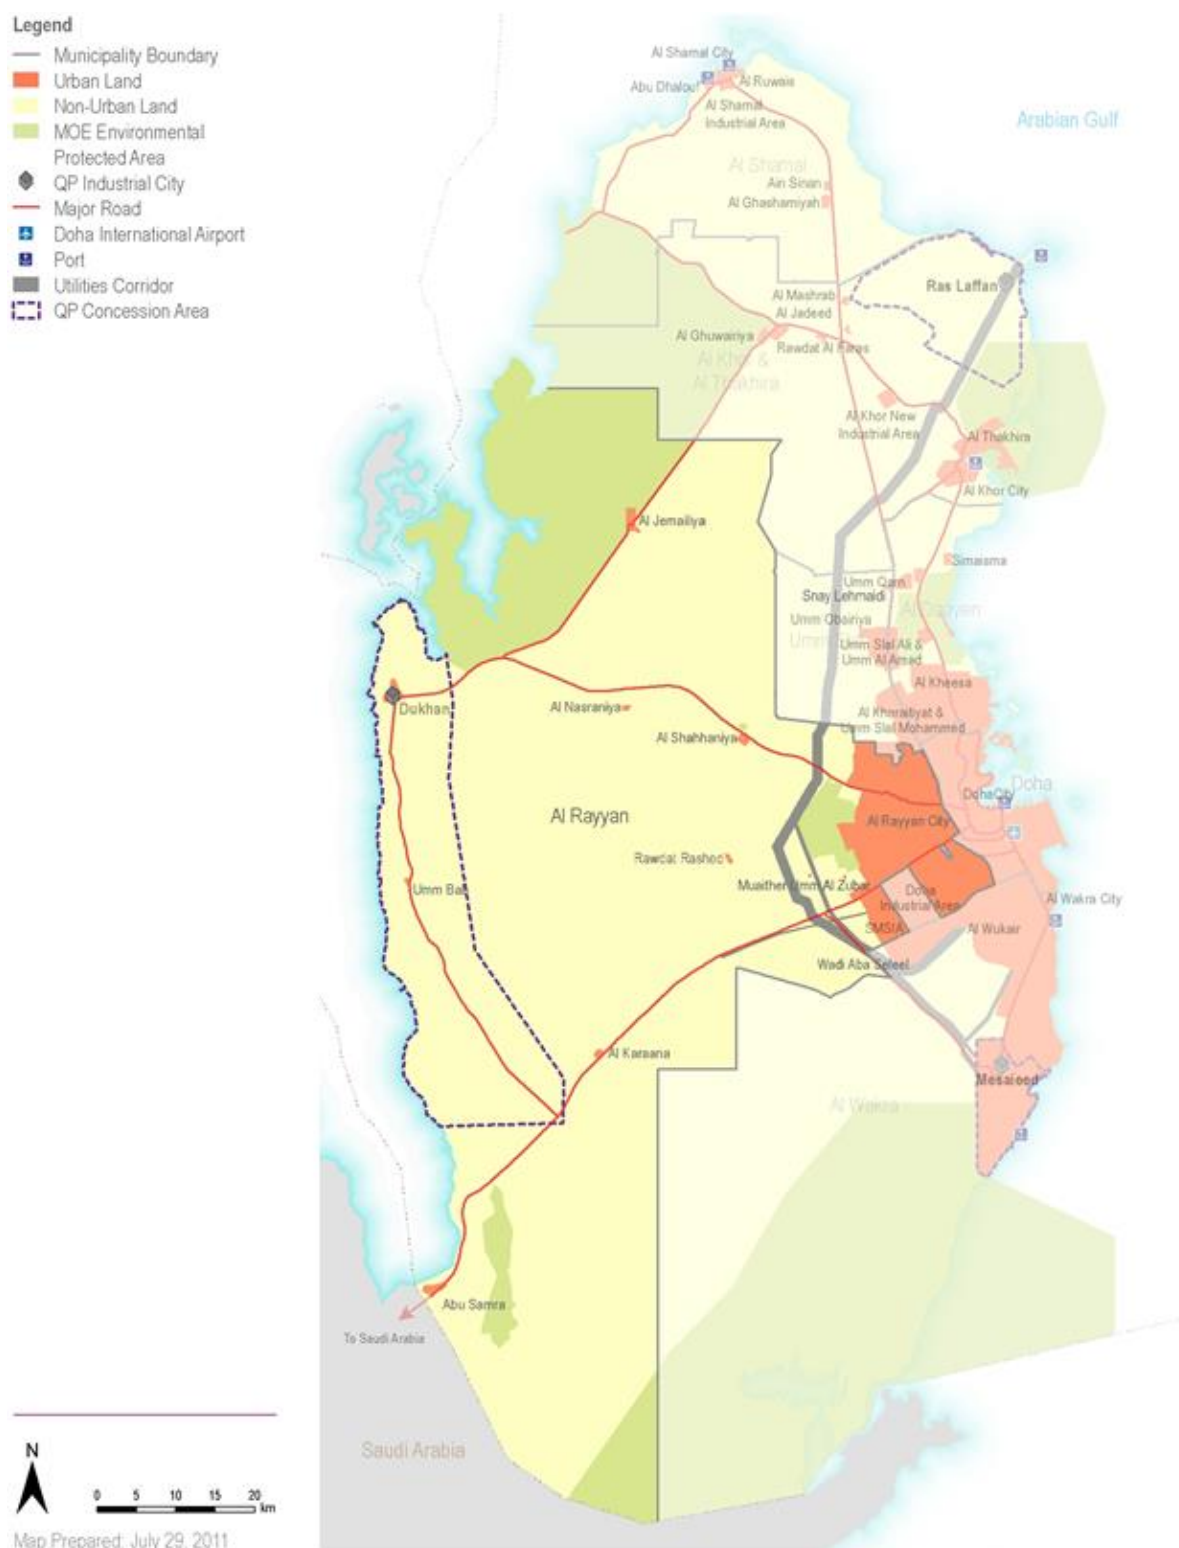 Legend
Municipality Boundary
Urban Land
Non-Urban Land
MOE Environmental
Protected Area
QP Industrial City
Major Road
Doha International Airport
Port
Utilities Corridor
QP Concession Area
Al Shamal City
Abu Dhalouf
Al Ruwais
Al Shamal
Industrial Area
Arabian Gulf
Al Shamal
Ain Sinan
Al Ghashamiyah
Ras Laffan
Al Mashrab
Al Jadeed
Al Ghuwairiya
Rawdat Al Faras
Al Khor &
Al Thakhira
Al Khor New
Industrial Area
Al Thakhira
Al Khor City
Al Jemailiya
Simaisma
Umm Qarn
Snay Lehmaidi
Umm Obairiya
Umm Slal Ali &
Umm Al Amad
Al Kheesa
Dukhan
Al Nasraniya
Al Kharaitiyat &
Umm Slal Mohammed
Al Shahhaniya
Doha
Doha City
Al Rayyan
Al Rayyan City
Rawdat Rashed
Muaither
Umm Al Zubar
Umm Bab
Doha
Industrial Area
Al Wakra City
SMSIA
Al Wukair
Wadi Aba Seleel
Al Karaana
Mesaieed
Al Wakra
Abu Samra
To Saudi Arabia
Saudi Arabia
N
0 5 10 15 20
km
Map Prepared: July 29, 2011